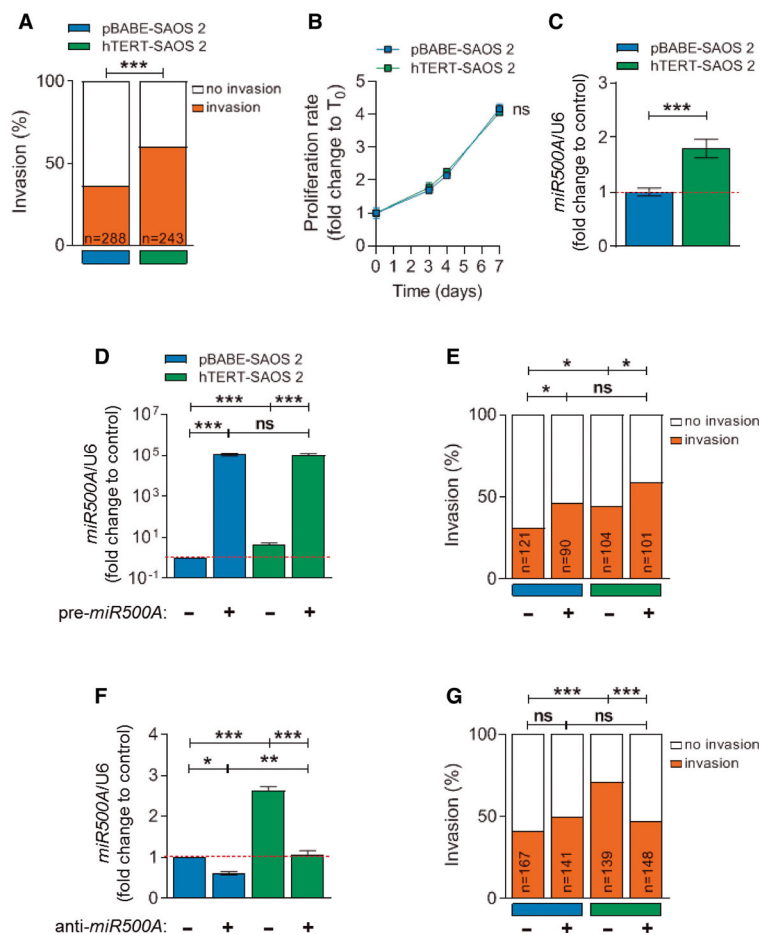 A
pBABE-SAOS 2
hTERT-SAOS 2
***
no invasion
invasion
Invasion (%)
100
50
0
n=288
n=243
B
pBABE-SAOS 2
hTERT-SAOS 2
Proliferation rate
(fold change to T0)
5
4
3
2
1
0
ns
0 1 2 3 4 5 6 7
Time (days)
C
pBABE-SAOS 2
hTERT-SAOS 2
miR500A/U6
(fold change to control)
3
2
1
0
***
D
pBABE-SAOS 2
hTERT-SAOS 2
*** ***
*** ns
miR500A/U6
(fold change to control)
10^7
10^5
10^3
10^1
10^-1
pre-miR500A: – + – +
E
* *
* ns
no invasion
invasion
Invasion (%)
100
50
0
n=121
n=90
n=104
n=101
– + – +
F
*** ***
* **
miR500A/U6
(fold change to control)
4
3
2
1
0
anti-miR500A: – + – +
G
*** ***
ns ns
no invasion
invasion
Invasion (%)
100
50
0
n=167
n=141
n=139
n=148
– + – +